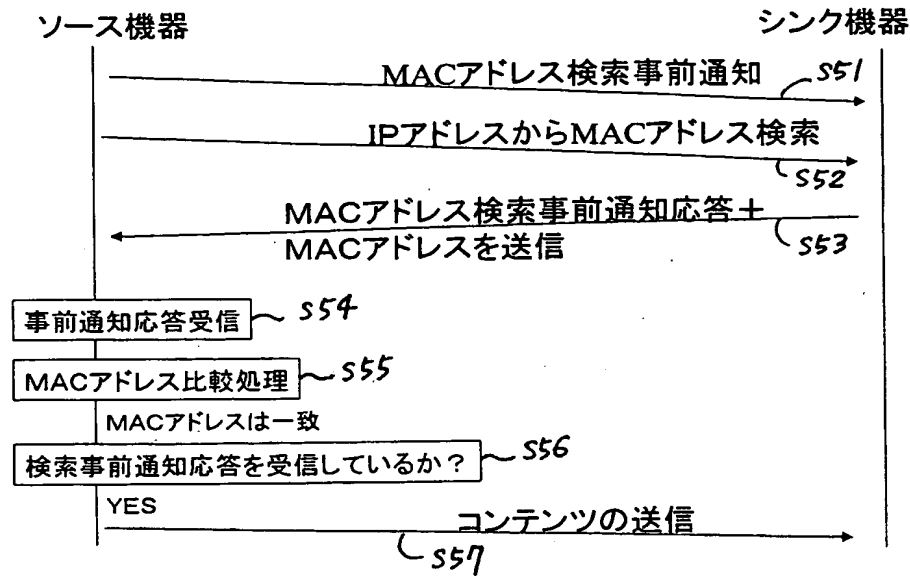 ソース機器
シンク機器
MACアドレス検索事前通知
S51
IPアドレスからMACアドレス検索
S52
MACアドレス検索事前通知応答＋
MACアドレスを送信
S53
事前通知応答受信
S54
MACアドレス比較処理
S55
MACアドレスは一致
検索事前通知応答を受信しているか？
S56
YES
コンテンツの送信
S57